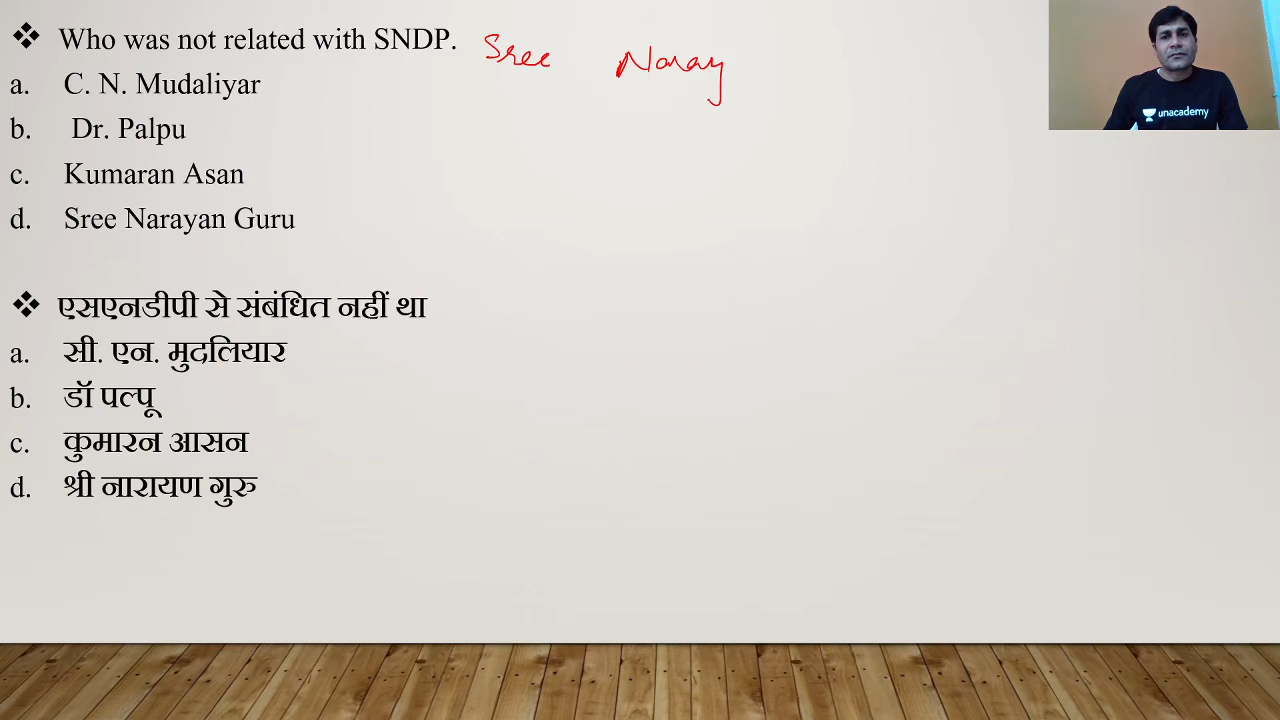 ❖ Who was not related with SNDP. Sree Naray
a. C. N. Mudaliyar
b. Dr. Palpu
c. Kumaran Asan
d. Sree Narayan Guru
❖ एसएनडीपी से संबंधित नहीं था
a. सी. एन. मुदलियार
b. डॉ पल्पू
c. कुमारन आसन
d. श्री नारायण गुरु
unacademy